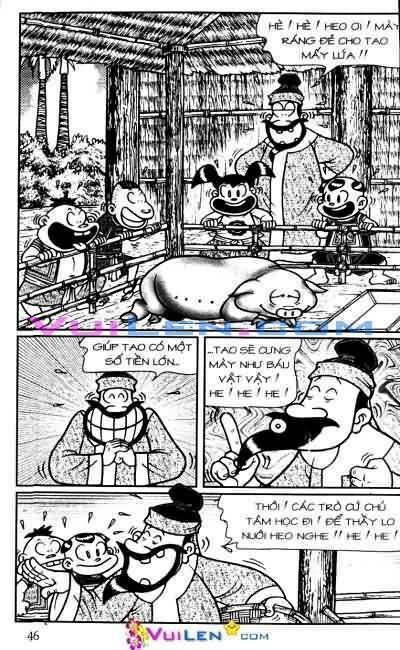 HÈ! HÈ! HEO ƠI! MÀY
RÁNG ĐẺ CHO TAO
MẤY LỨA!!
VUILEN.COM
GIÚP TAO CÓ MỘT
SỐ TIỀN LỚN...
...TAO SẼ CƯNG
MÀY NHƯ BÁU
VẬT VẬY!
HE! HE! HE!
THÔI! CÁC TRÒ CỨ CHÚ
TÂM HỌC ĐI! ĐỂ THẦY LO
NUÔI HEO NGHE!! HE! HE!
46
VUILEN.COM